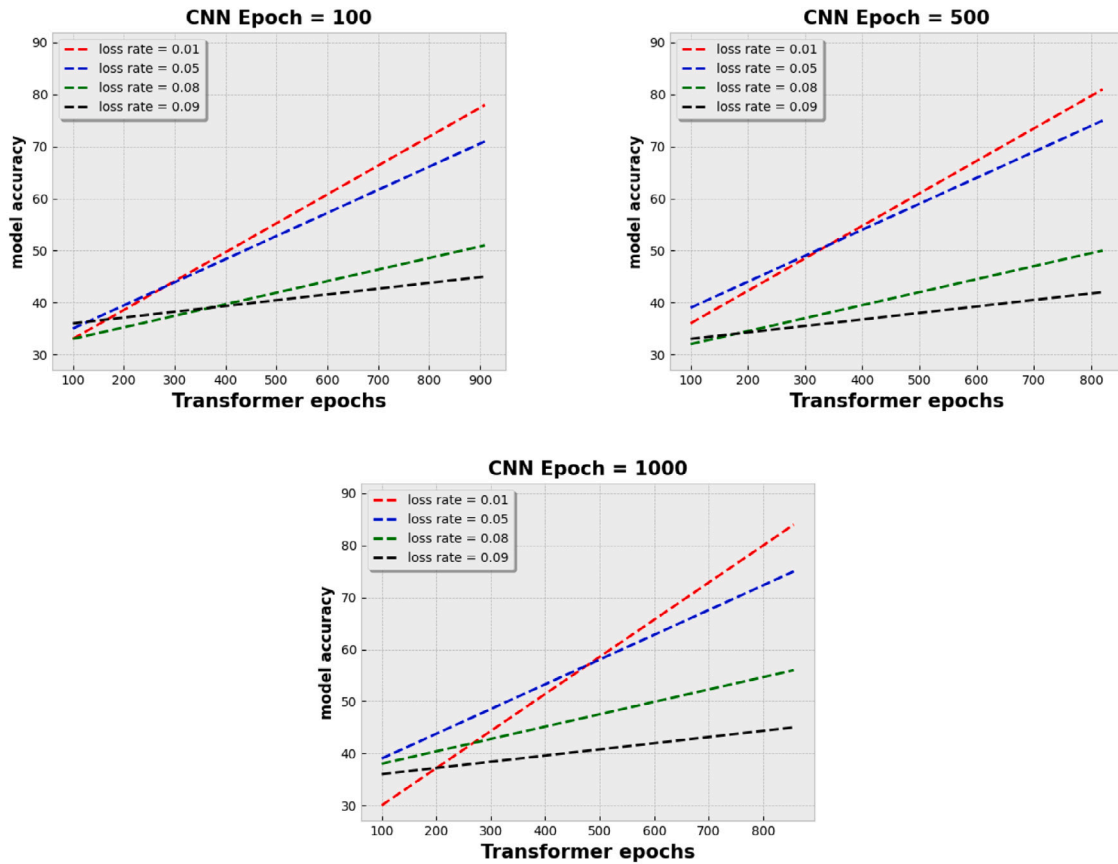 CNN Epoch = 100
90
80
70
60
50
40
30
model accuracy
loss rate = 0.01
loss rate = 0.05
loss rate = 0.08
loss rate = 0.09
100 200 300 400 500 600 700 800 900
Transformer epochs
CNN Epoch = 500
90
80
70
60
50
40
30
model accuracy
loss rate = 0.01
loss rate = 0.05
loss rate = 0.08
loss rate = 0.09
100 200 300 400 500 600 700 800
Transformer epochs
CNN Epoch = 1000
90
80
70
60
50
40
30
model accuracy
loss rate = 0.01
loss rate = 0.05
loss rate = 0.08
loss rate = 0.09
100 200 300 400 500 600 700 800
Transformer epochs